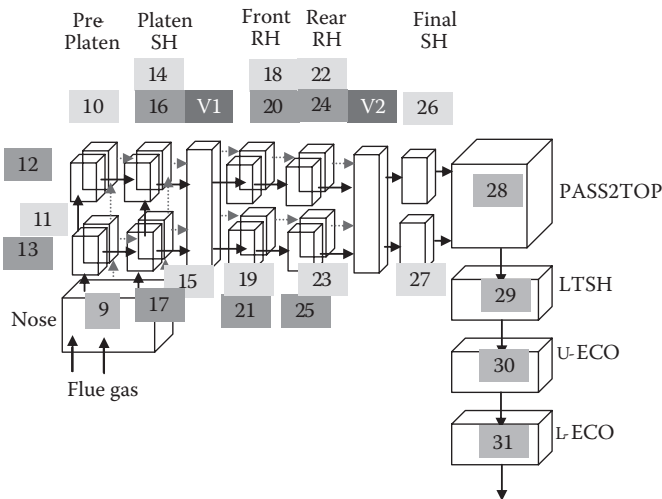 Pre-
Platen
Platen
SH
Front
RH
Rear
RH
Final
SH
14
18
22
10
16
V1
20
24
V2
26
12
28
PASS2TOP
11
13
15
19
23
27
9
17
21
25
29
LTSH
Nose
30
U-ECO
Flue gas
31
L-ECO